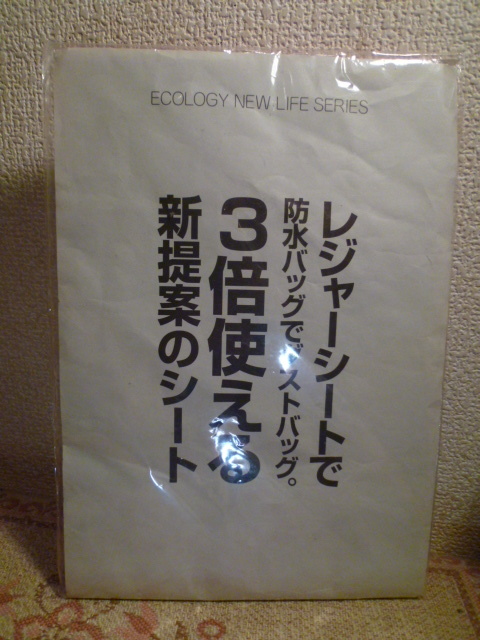 ECOLOGY NEW LIFE SERIES
レジャーシートで
防水バッグでダストバッグ。
3倍使える
新提案のシート